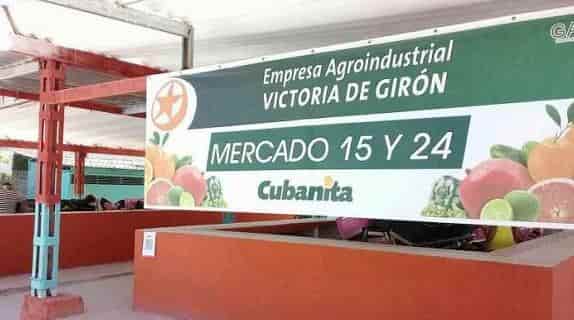 Empresa Agroindustrial
VICTORIA DE GIRÓN
MERCADO 15 Y 24
Cubanita